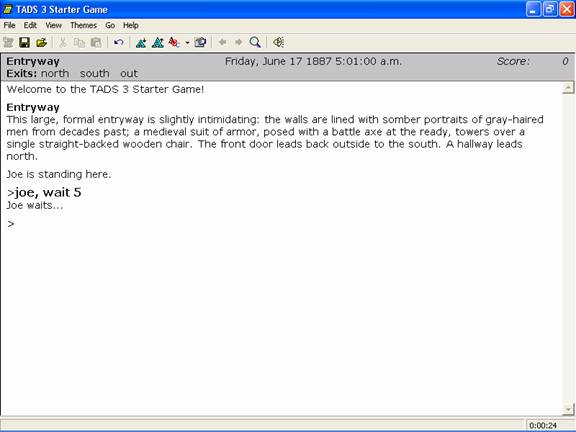 TADS 3 Starter Game
File Edit View Themes Go Help
Entryway Friday, June 17 1887 5:01:00 a.m. Score: 0
Exits: north south out
Welcome to the TADS 3 Starter Game!
Entryway
This large, formal entryway is slightly intimidating: the walls are lined with somber portraits of gray-haired
men from decades past; a medieval suit of armor, posed with a battle axe at the ready, towers over a
single straight-backed wooden chair. The front door leads back outside to the south. A hallway leads
north.
Joe is standing here.
>joe, wait 5
Joe waits...
>
0:00:24